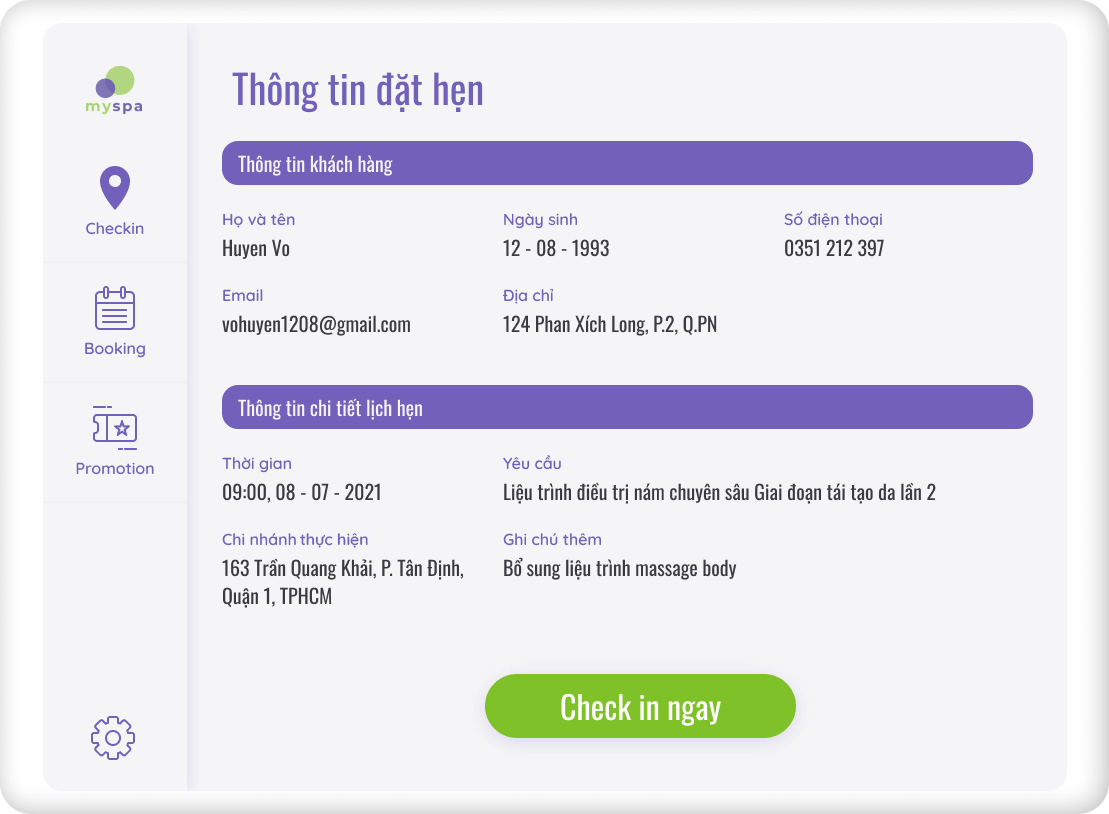 myspa
Thông tin đặt hẹn
Thông tin khách hàng
Checkin
Họ và tên
Ngày sinh
Số điện thoại
Huyen Vo
12 - 08 - 1993
0351 212 397
Email
Địa chỉ
vohuyen1208@gmail.com
124 Phan Xích Long, P.2, Q.PN
Booking
Thông tin chi tiết lịch hẹn
Promotion
Thời gian
Yêu cầu
09:00, 08 - 07 - 2021
Liệu trình điều trị nám chuyên sâu Giai đoạn tái tạo da lần 2
Chi nhánh thực hiện
Ghi chú thêm
163 Trần Quang Khải, P. Tân Định,
Quận 1, TPHCM
Bổ sung liệu trình massage body
Check in ngay